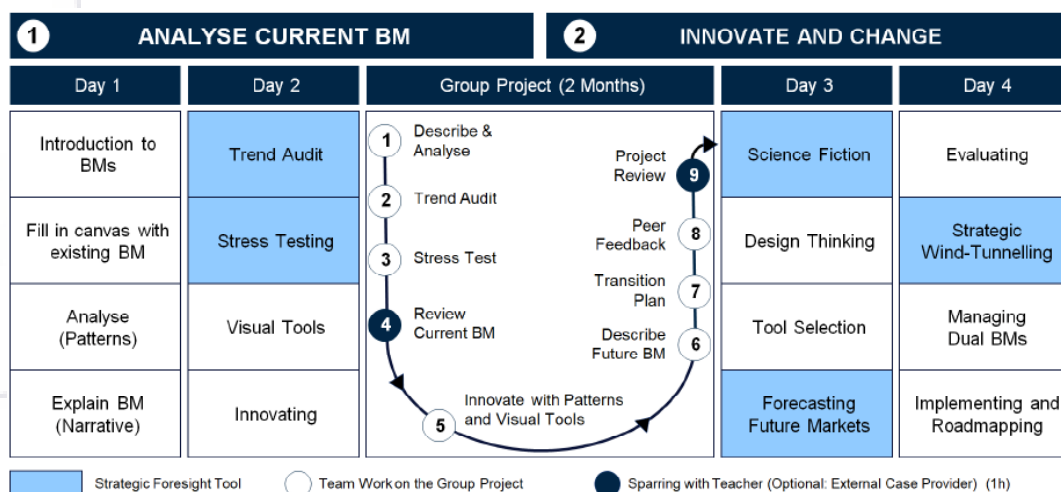 1 ANALYSE CURRENT BM
2 INNOVATE AND CHANGE
Day 1
Day 2
Group Project (2 Months)
Day 3
Day 4
Introduction to
BMs
Fill in canvas with
existing BM
Analyse
(Patterns)
Explain BM
(Narrative)
Trend Audit
Stress Testing
Visual Tools
Innovating
1 Describe &
Analyse
2 Trend Audit
3 Stress Test
4 Review
Current BM
5 Innovate with Patterns
and Visual Tools
6 Describe
Future BM
7 Transition
Plan
8 Peer
Feedback
9 Project
Review
Science Fiction
Design Thinking
Tool Selection
Forecasting
Future Markets
Evaluating
Strategic
Wind-Tunnelling
Managing
Dual BMs
Implementing and
Roadmapping
Strategic Foresight Tool
Team Work on the Group Project
Sparring with Teacher (Optional: External Case Provider) (1h)